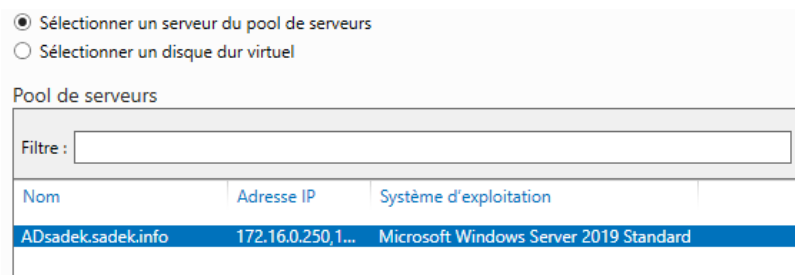 Sélectionner un serveur du pool de serveurs
Sélectionner un disque dur virtuel
Pool de serveurs
Filtre :
Nom Adresse IP Système d'exploitation
ADsadek.sadek.info 172.16.0.250,1... Microsoft Windows Server 2019 Standard